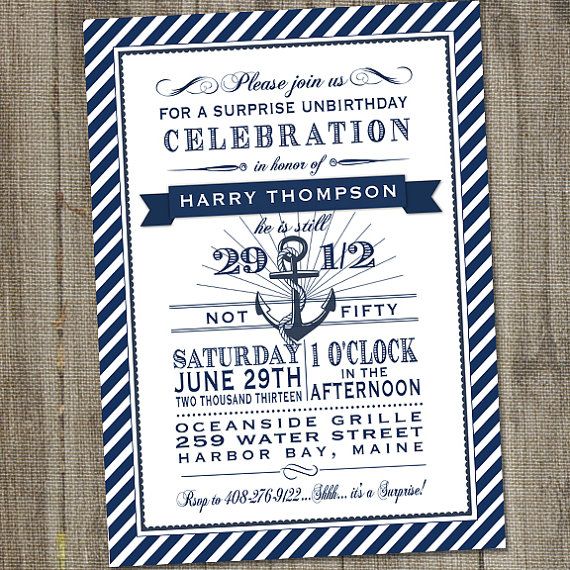 Please join us
FOR A SURPRISE UNBIRTHDAY
CELEBRATION
in honor of
HARRY THOMPSON
he is still
29 1/2
NOT FIFTY
SATURDAY
JUNE 29TH
TWO THOUSAND THIRTEEN
1 O'CLOCK
IN THE
AFTERNOON
OCEANSIDE GRILLE
259 WATER STREET
HARBOR BAY, MAINE
Rsvp to 408-276-9122...Shhh...it's a Surprise!